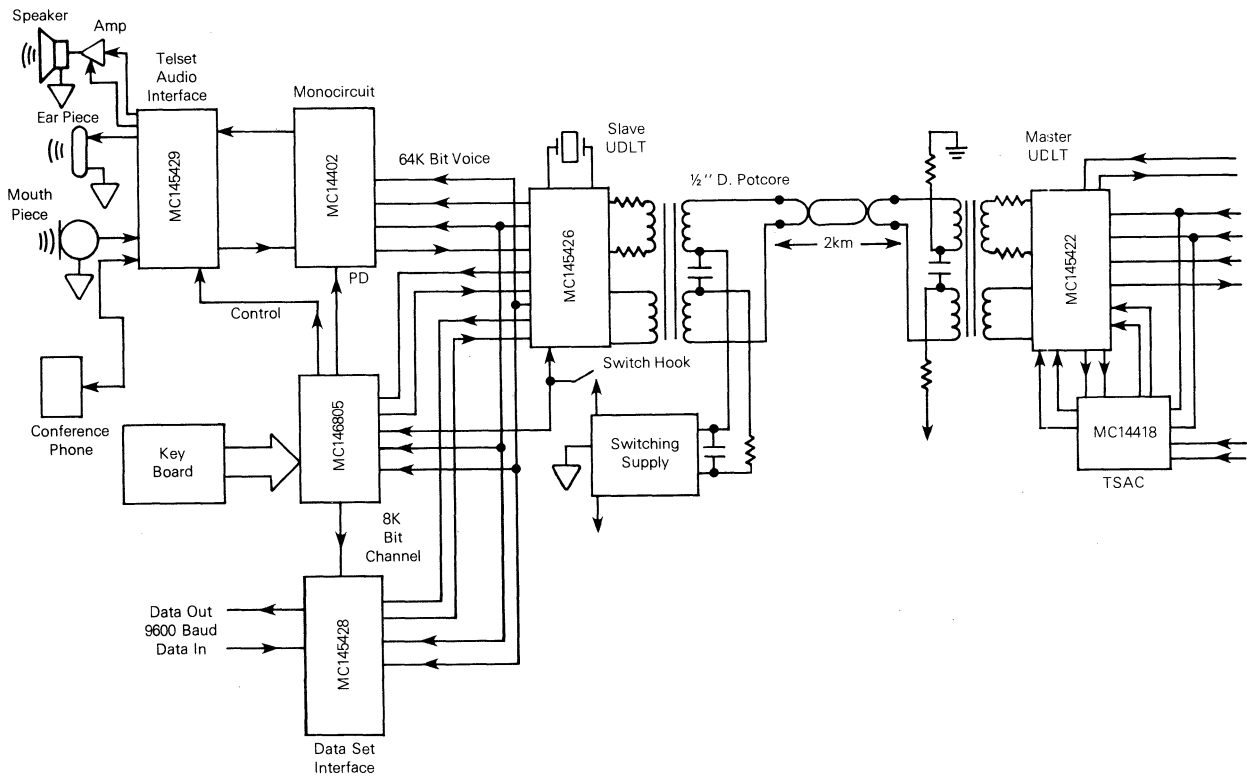 Speaker
Amp
Telset
Audio
Interface
Monocircuit
Ear Piece
MC145429
MC14402
64K Bit Voice
Slave
UDLT
Master
UDLT
½" D. Potcore
Mouth
Piece
MC145426
2km
MC145422
PD
Control
Switch Hook
Conference
Phone
Key
Board
MC146805
Switching
Supply
MC14418
TSAC
8K
Bit
Channel
Data Out
9600 Baud
Data In
MC145428
Data Set
Interface